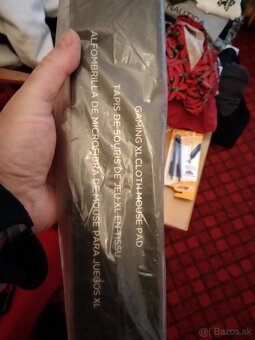 GAMING XL CLOTH MOUSE PAD
TAPIS DE SOURIS DE JEU XL EN TISSU
ALFOMBRILLA DE MICROFIBRA DE MOUSE PARA JUEGOS XL
NAUTICA
© Bazos.sk